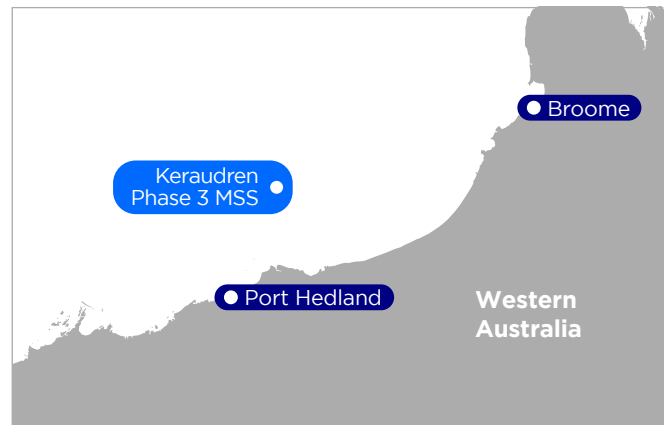 Broome
Keraudren
Phase 3 MSS
Port Hedland
Western
Australia